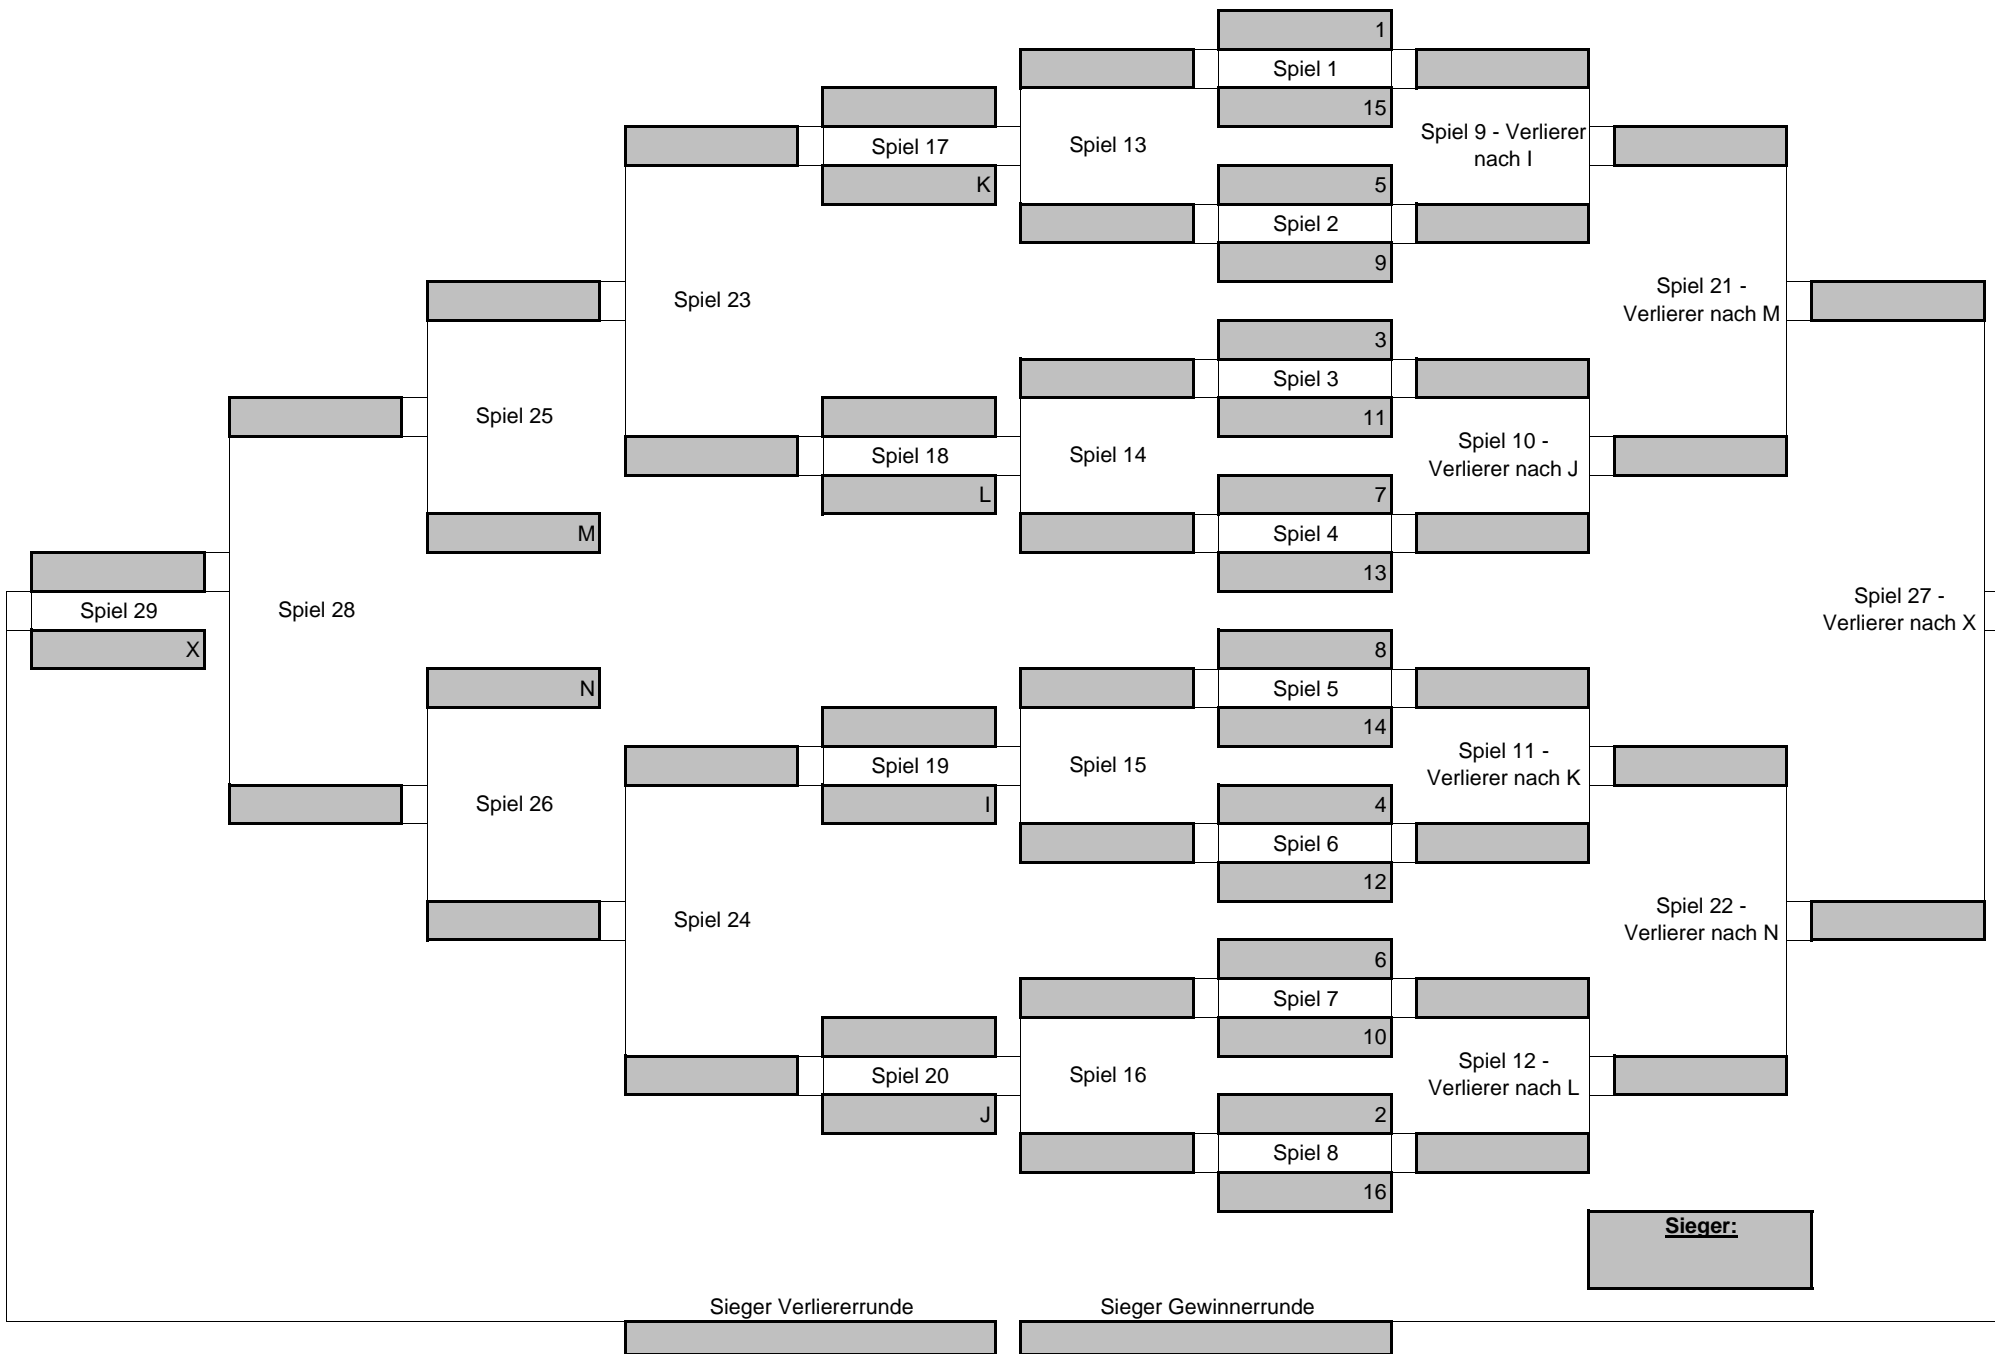 1
Spiel 1
15
Spiel 17
Spiel 13
Spiel 9 - Verlierer
nach I
K
5
Spiel 2
9
Spiel 23
Spiel 21 -
Verlierer nach M
3
Spiel 3
11
Spiel 25
Spiel 18
Spiel 14
Spiel 10 -
Verlierer nach J
L
7
M
Spiel 4
13
Spiel 29
Spiel 28
Spiel 27 -
Verlierer nach X
X
8
N
Spiel 5
14
Spiel 19
Spiel 15
Spiel 11 -
Verlierer nach K
Spiel 26
I
4
Spiel 6
12
Spiel 24
Spiel 22 -
Verlierer nach N
6
Spiel 7
10
Spiel 20
Spiel 16
Spiel 12 -
Verlierer nach L
J
2
Spiel 8
16
Sieger:
Sieger Verliererrunde
Sieger Gewinnerrunde